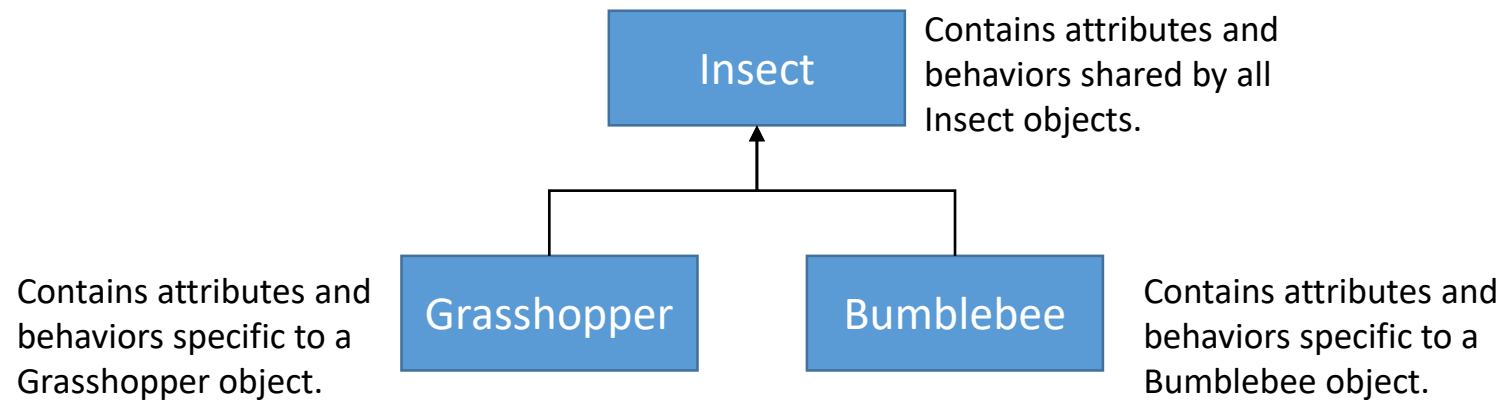 Insect
Contains attributes and
behaviors shared by all
Insect objects.
Contains attributes and
behaviors specific to a
Grasshopper object.
Grasshopper
Bumblebee
Contains attributes and
behaviors specific to a
Bumblebee object.